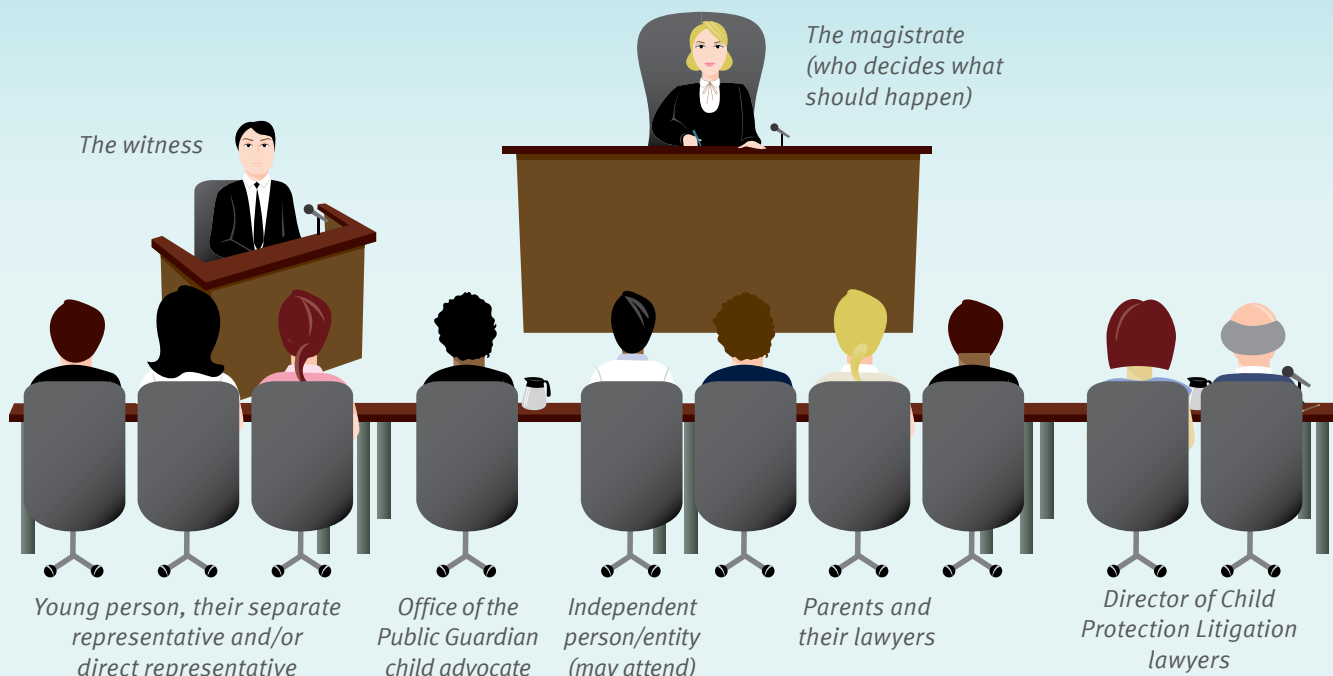 The magistrate
(who decides what
should happen)
The witness
Young person, their separate
representative and/or
direct representative
Office of the
Public Guardian
child advocate
Independent
person/entity
(may attend)
Parents and
their lawyers
Director of Child
Protection Litigation
lawyers